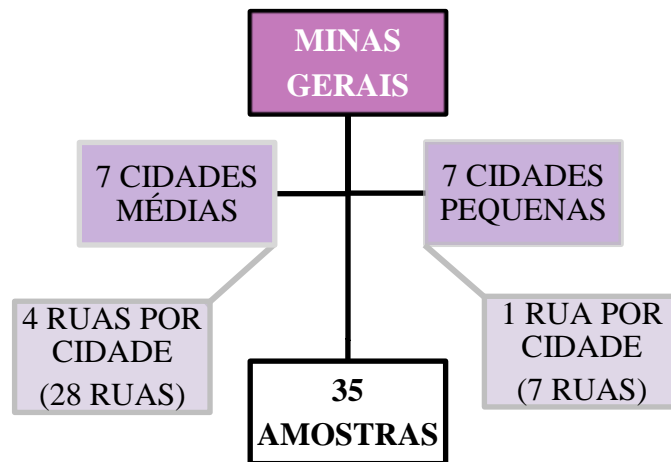 MINAS
GERAIS
7 CIDADES
MÉDIAS
7 CIDADES
PEQUENAS
4 RUAS POR
CIDADE
(28 RUAS)
1 RUA POR
CIDADE
(7 RUAS)
35
AMOSTRAS